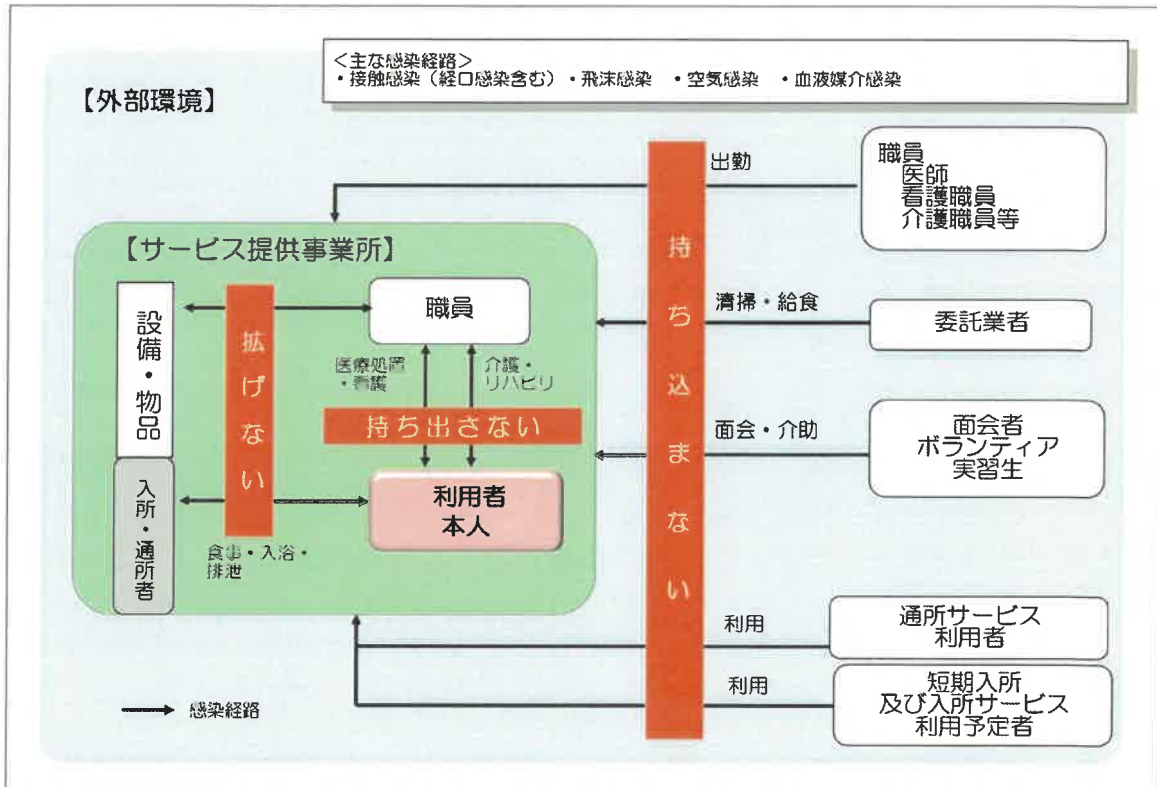 <主な感染経路>
・接触感染（経口感染含む）・飛沫感染　・空気感染　・血液媒介感染
【外部環境】
出勤
職員
医師
看護職員
介護職員等
【サービス提供事業所】
設備・物品
拡げない
職員
医療処置
・看護
介護・
リハビリ
持ち出さない
利用者
本人
入所・通所者
食事・入浴・
排泄
持ち込まない
清掃・給食
委託業者
面会・介助
面会者
ボランティア
実習生
利用
通所サービス
利用者
利用
短期入所
及び入所サービス
利用予定者
感染経路